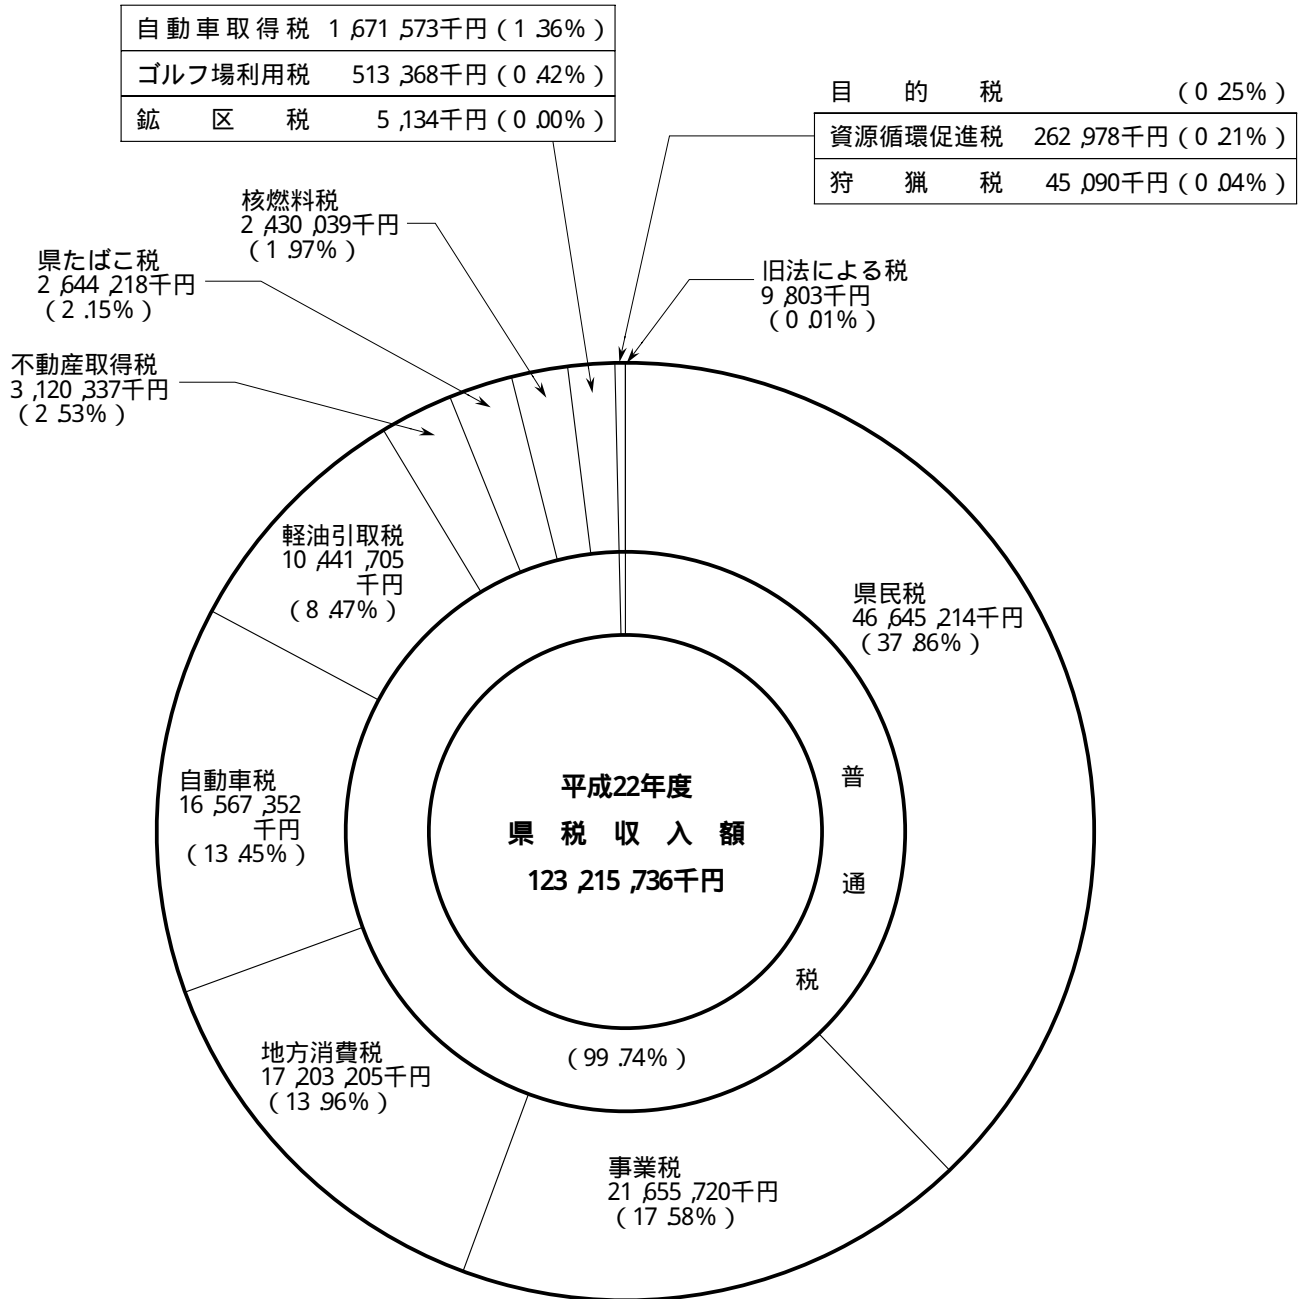 自動車取得税 1,671,573千円(1.36%)
ゴルフ場利用税 513,368千円(0.42%)
鉱区税 5,134千円(0.00%)
目的税 (0.25%)
資源循環促進税 262,978千円(0.21%)
狩猟税 45,090千円(0.04%)
核燃料税
2,430,039千円
(1.97%)
県たばこ税
2,644,218千円
(2.15%)
旧法による税
9,803千円
(0.01%)
不動産取得税
3,120,337千円
(2.53%)
軽油引取税
10,441,705
千円
(8.47%)
県民税
46,645,214千円
(37.86%)
自動車税
16,567,352
千円
(13.45%)
平成22年度
県税収入額
123,215,736千円
普
通
税
(99.74%)
地方消費税
17,203,205千円
(13.96%)
事業税
21,655,720千円
(17.58%)